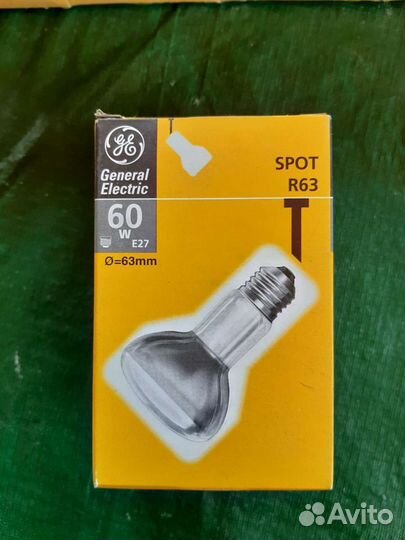 GE
General
Electric
60
W
E27
Ø=63mm
SPOT
R63
Avito